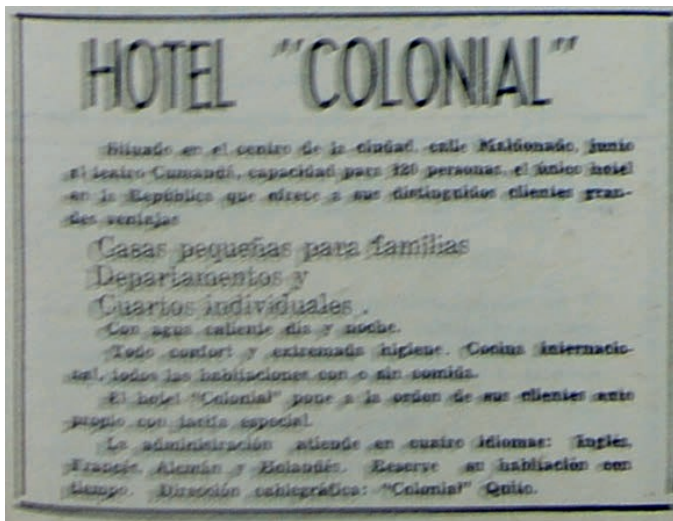 HOTEL "COLONIAL"
Situado en el centro de la ciudad, calle Maldonado, junto
al teatro Cumandá, capacidad para 120 personas, el único hotel
en la República que ofrece a sus distinguidos clientes gran-
des ventajas
Casas pequeñas para familias
Departamentos y
Cuartos individuales.
Con agua caliente día y noche.
Todo confort y extremada higiene. Cocina internacio-
nal, todos las habitaciones con o sin comida.
El hotel "Colonial" pone a la orden de sus clientes auto
propio con tarifa especial.
La administración atiende en cuatro idiomas: Inglés,
Francés, Alemán y Holandés. Reserve su habitación con
tiempo. Dirección cablegráfica: "Colonial" Quito.